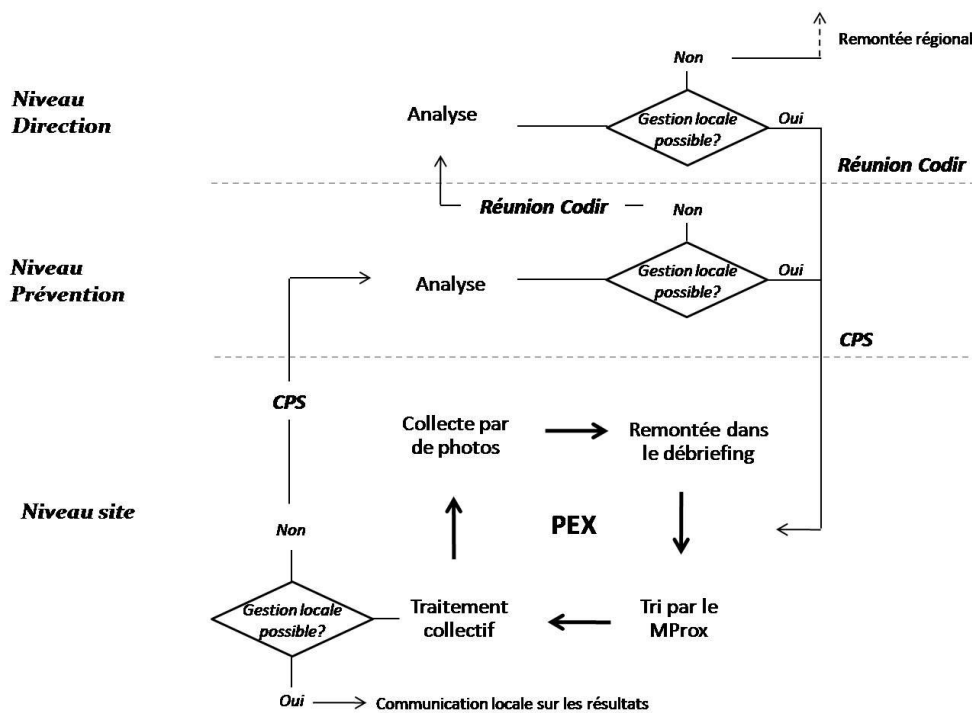 Remontée régional
Non
Niveau
Direction
Analyse
Gestion locale
possible?
Oui
Réunion Codir
Réunion Codir
Non
Niveau
Prévention
Analyse
Gestion locale
possible?
Oui
CPS
CPS
Collecte par
de photos
Remontée dans
le débriefing
Niveau site
Non
PEX
Gestion locale
possible?
Traitement
collectif
Tri par le
MProx
Oui
Communication locale sur les résultats